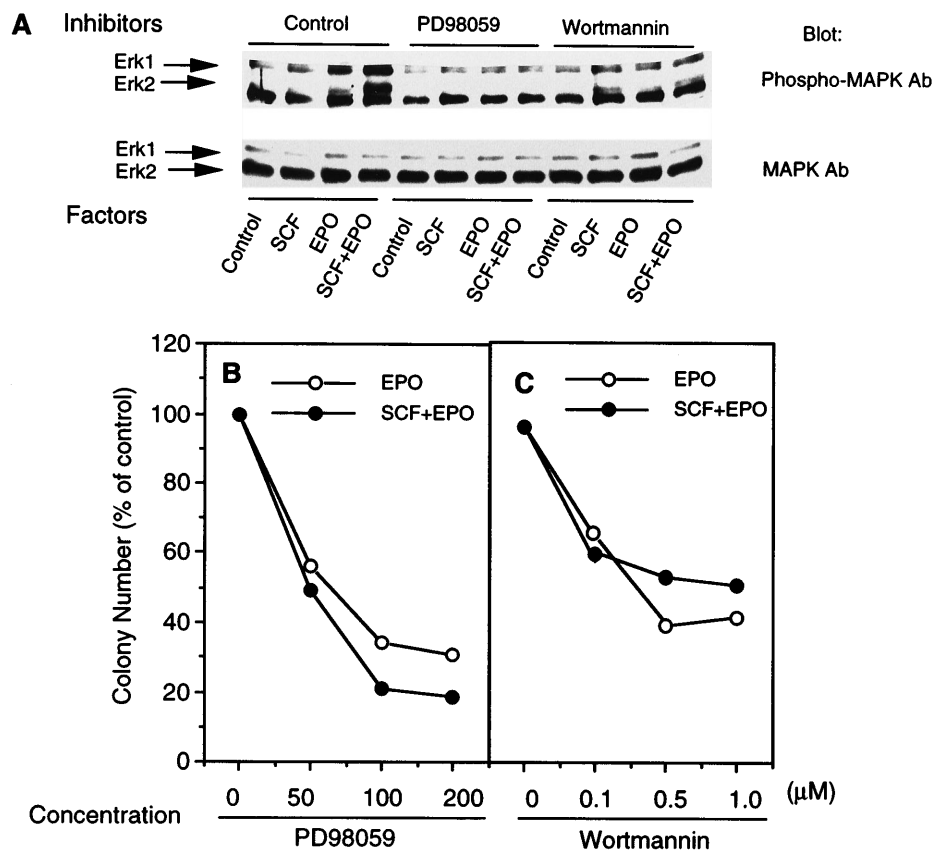 A Inhibitors Control PD98059 Wortmannin Blot:
Erk1
Erk2 Phospho-MAPK Ab
Erk1
Erk2 MAPK Ab
Factors
Control SCF EPO SCF+EPO Control SCF EPO SCF+EPO Control SCF EPO SCF+EPO
Colony Number (% of control)
120
100
80
60
40
20
0
B EPO
SCF+EPO
C EPO
SCF+EPO
Concentration 0 50 100 200 0 0.1 0.5 1.0 (µM)
PD98059 Wortmannin